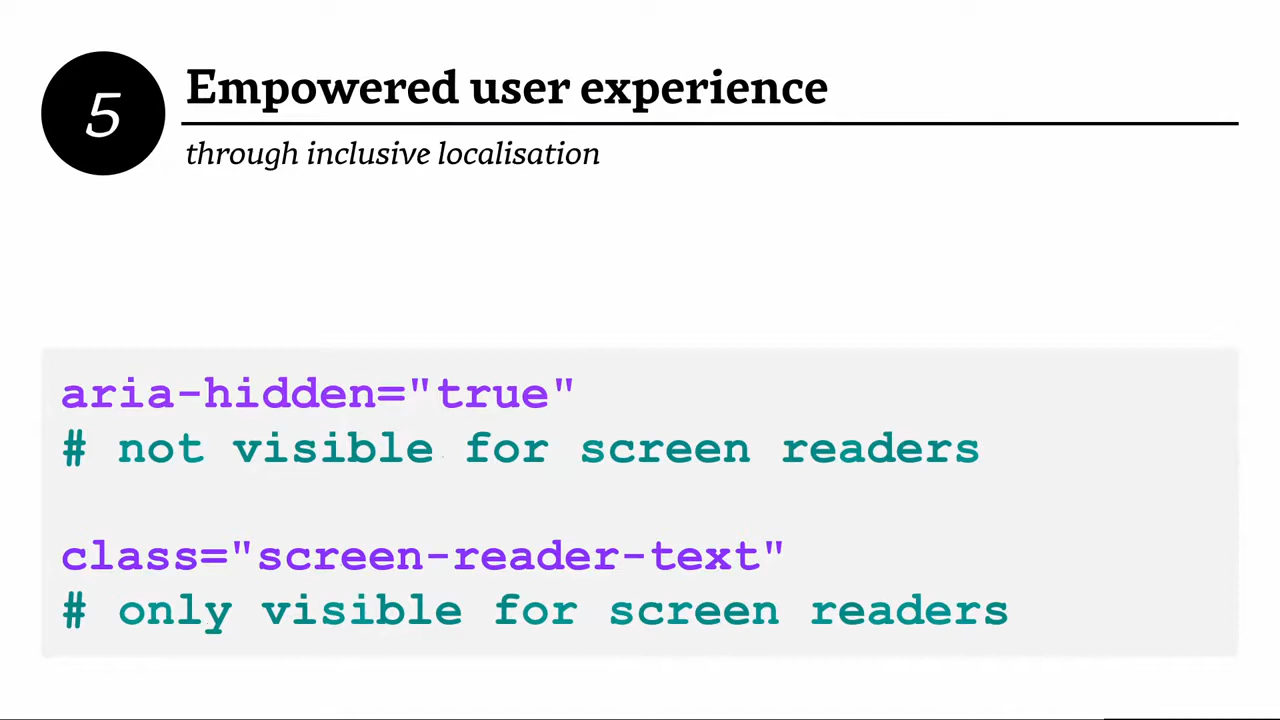 5
Empowered user experience
through inclusive localisation
aria-hidden="true"
# not visible for screen readers
class="screen-reader-text"
# only visible for screen readers